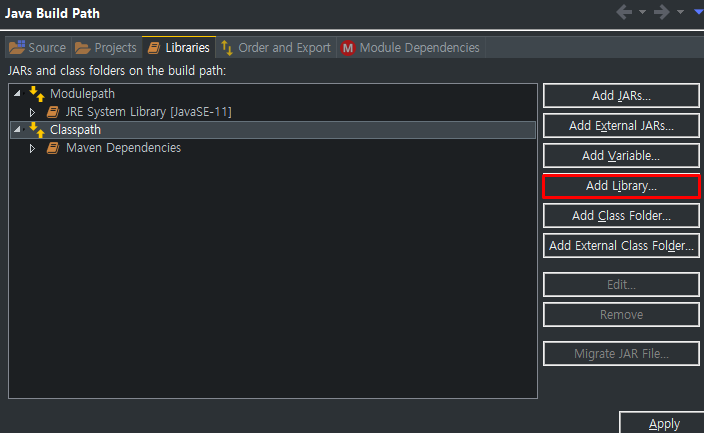 Java Build Path
Source Projects Libraries Order and Export M Module Dependencies
JARs and class folders on the build path:
Modulepath
JRE System Library [JavaSE-11]
Classpath
Maven Dependencies
Add JARs...
Add External JARs...
Add Variable...
Add Library...
Add Class Folder...
Add External Class Folder...
Edit...
Remove
Migrate JAR File...
Apply